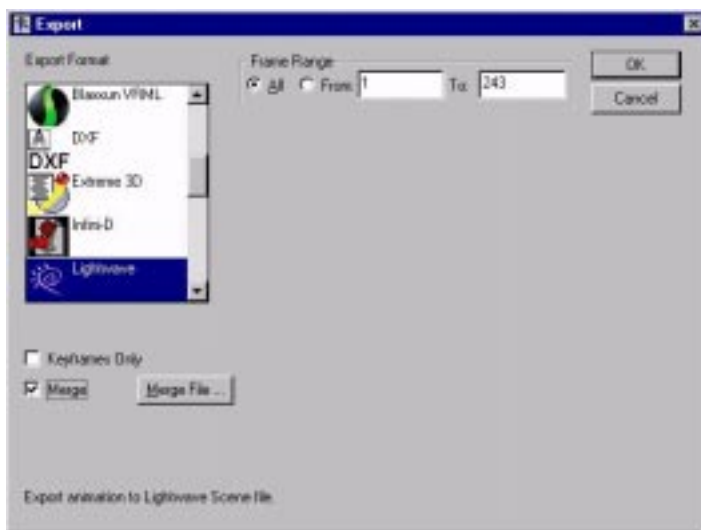 Export
Export Format
Blaxxun VRML
A
DXF
DXF
Extreme 3D
Infini-D
Lightwave
Frame Range
All From: 1 To: 243
OK
Cancel
Keyframes Only
Merge
Merge File ...
Export animation to Lightwave Scene file.